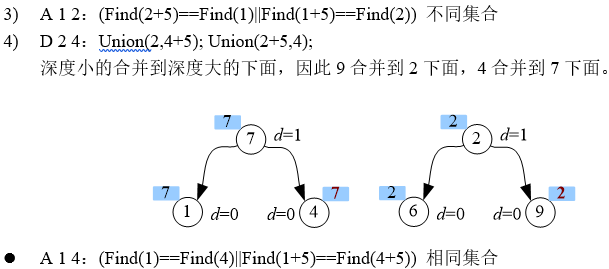 3) A 1 2：(Find(2+5)==Find(1)||Find(1+5)==Find(2)) 不同集合
4) D 2 4：Union(2,4+5); Union(2+5,4);
深度小的合并到深度大的下面，因此 9 合并到 2 下面，4 合并到 7 下面。
7 2
7 d=1 2 d=1
7 7 2 2
1 d=0 d=0 4 6 d=0 d=0 9
● A 1 4：(Find(1)==Find(4)||Find(1+5)==Find(4+5)) 相同集合